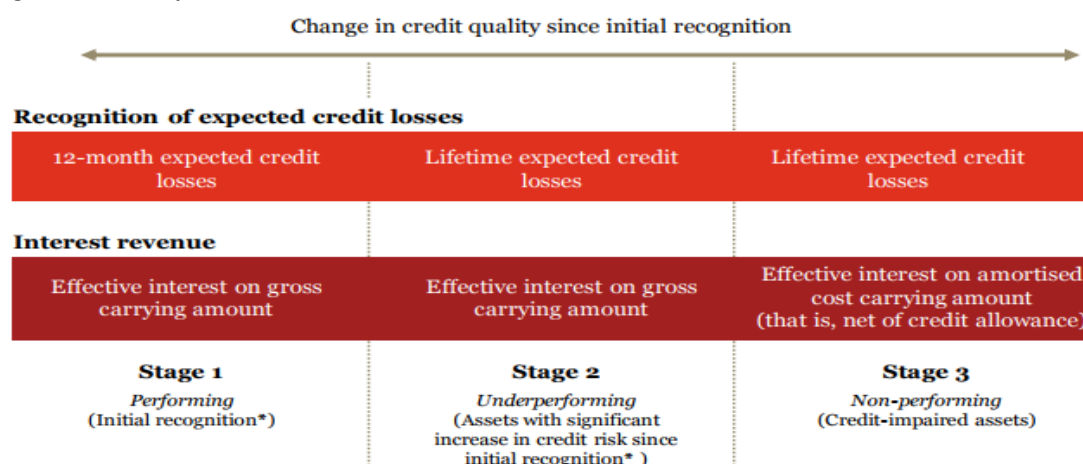 Change in credit quality since initial recognition
Recognition of expected credit losses
12-month expected credit
losses
Lifetime expected credit
losses
Lifetime expected credit
losses
Interest revenue
Effective interest on gross
carrying amount
Effective interest on gross
carrying amount
Effective interest on amortised
cost carrying amount
(that is, net of credit allowance)
Stage 1
Performing
(Initial recognition*)
Stage 2
Underperforming
(Assets with significant
increase in credit risk since
initial recognition* )
Stage 3
Non-performing
(Credit-impaired assets)